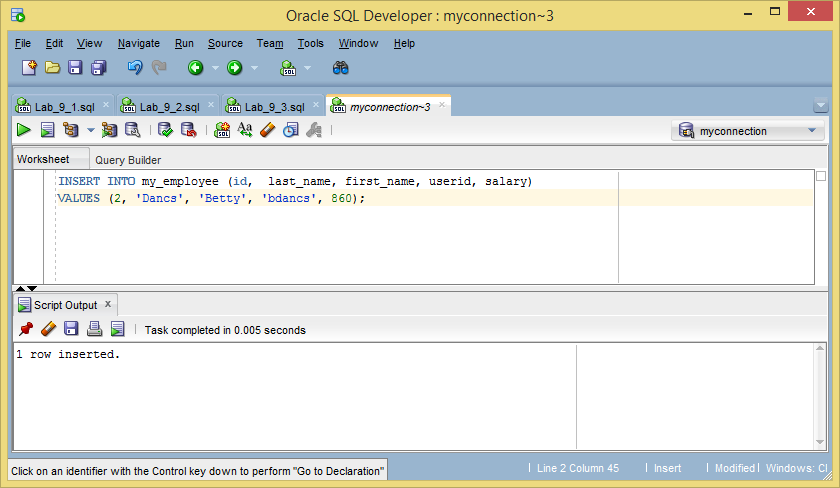 Oracle SQL Developer : myconnection~3
File Edit View Navigate Run Source Team Tools Window Help
Lab_9_1.sql Lab_9_2.sql Lab_9_3.sql myconnection~3
myconnection
Worksheet Query Builder
INSERT INTO my_employee (id,  last_name, first_name, userid, salary)
VALUES (2, 'Dancs', 'Betty', 'bdancs', 860);
Script Output
Task completed in 0.005 seconds
1 row inserted.
Click on an identifier with the Control key down to perform "Go to Declaration"
Line 2 Column 45 Insert Modified Windows: Cl